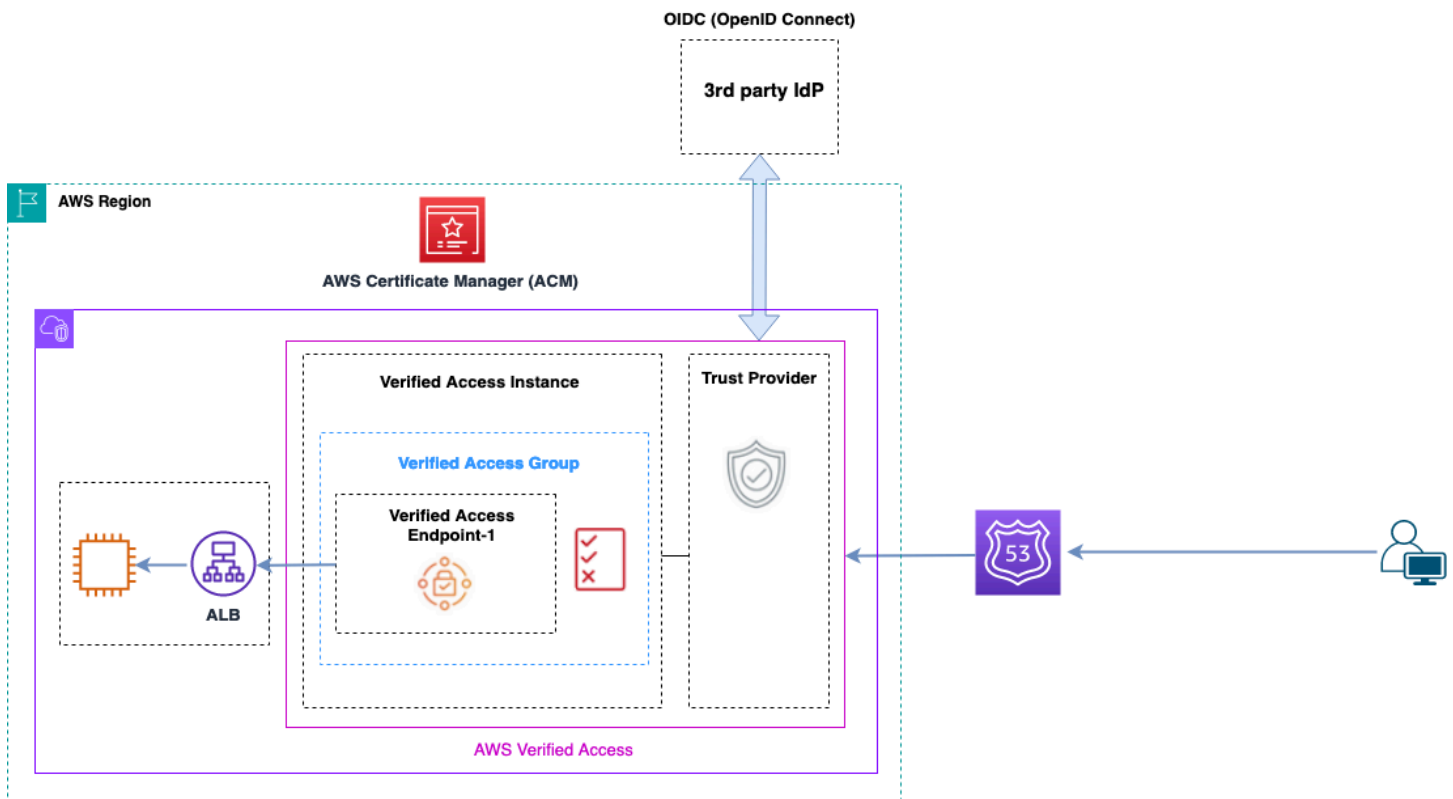 OIDC (OpenID Connect)
3rd party IdP
AWS Region
AWS Certificate Manager (ACM)
Verified Access Instance
Trust Provider
Verified Access Group
Verified Access
Endpoint-1
53
ALB
AWS Verified Access